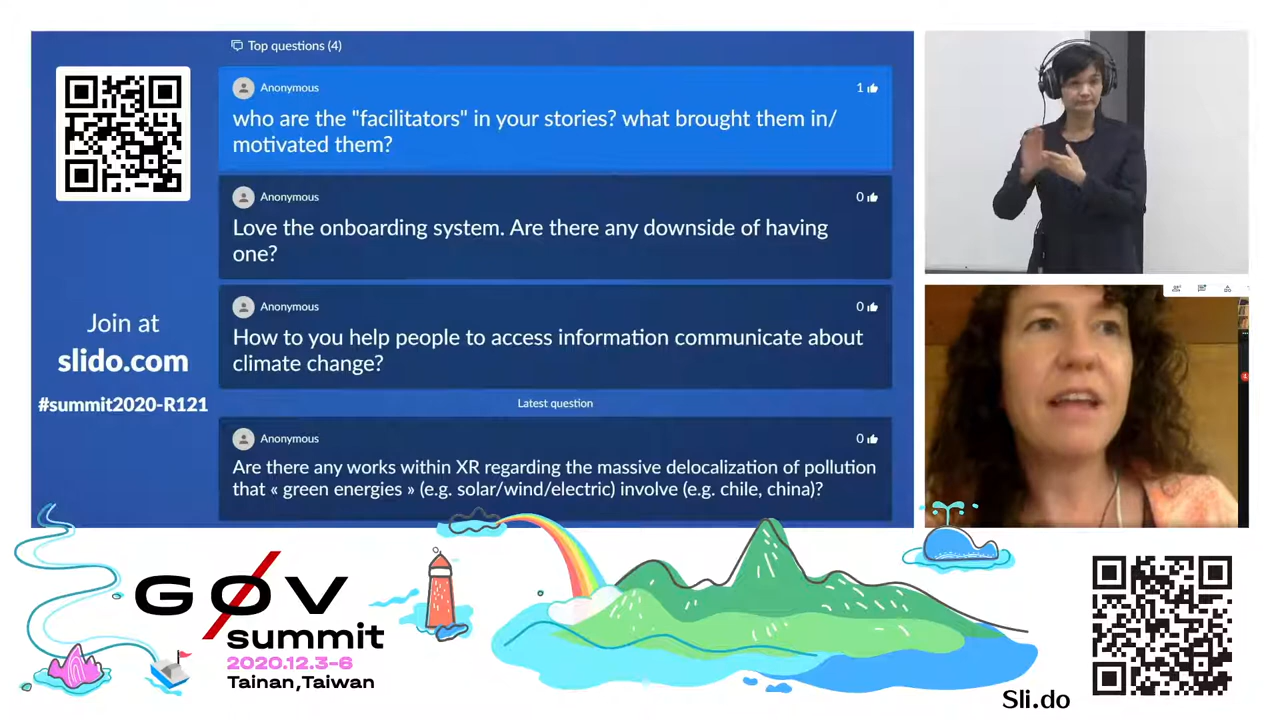 Top questions (4)
Anonymous
1
who are the "facilitators" in your stories? what brought them in/
motivated them?
Anonymous
0
Love the onboarding system. Are there any downside of having
one?
Anonymous
0
How to you help people to access information communicate about
climate change?
Latest question
Anonymous
0
Are there any works within XR regarding the massive delocalization of pollution
that « green energies » (e.g. solar/wind/electric) involve (e.g. chile, china)?
Join at
slido.com
#summit2020-R121
GØV
summit
2020.12.3-6
Tainan,Taiwan
Sli.do